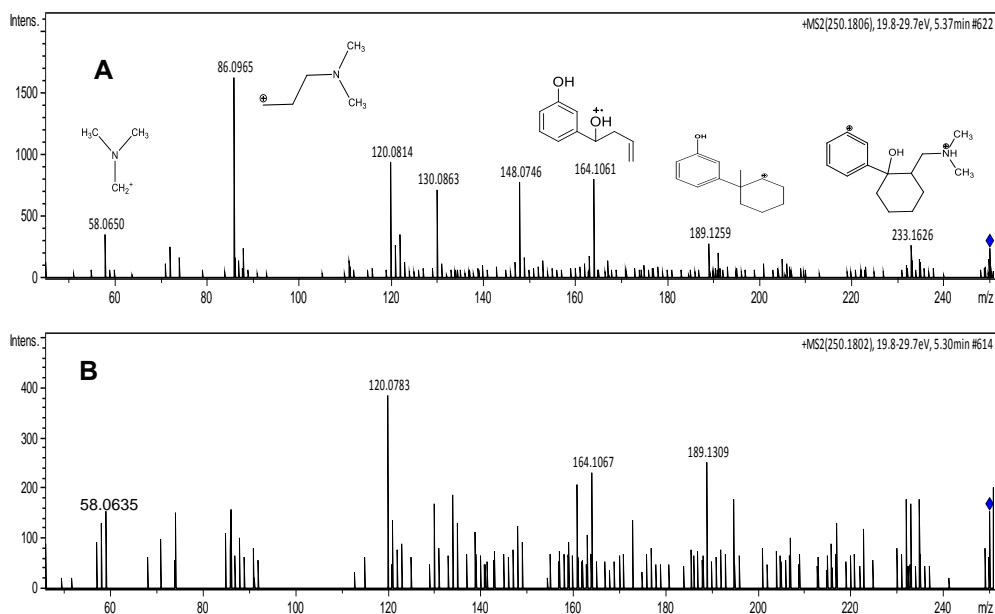 Intens.
+MS2(250.1806), 19.8-29.7eV, 5.37min #622
A
1500
1000
500
0
58.0650
86.0965
120.0814
130.0863
148.0746
164.1061
189.1259
233.1626
H₃C
CH₃
N
CH₂⁺
⊕
N
CH₃
CH₃
OH
+•
OH
OH
⊕
⊕
OH
⊕
NH
CH₃
CH₃
60 80 100 120 140 160 180 200 220 240 m/z
Intens.
+MS2(250.1802), 19.8-29.7eV, 5.30min #614
B
400
300
200
100
0
58.0635
120.0783
164.1067
189.1309
60 80 100 120 140 160 180 200 220 240 m/z